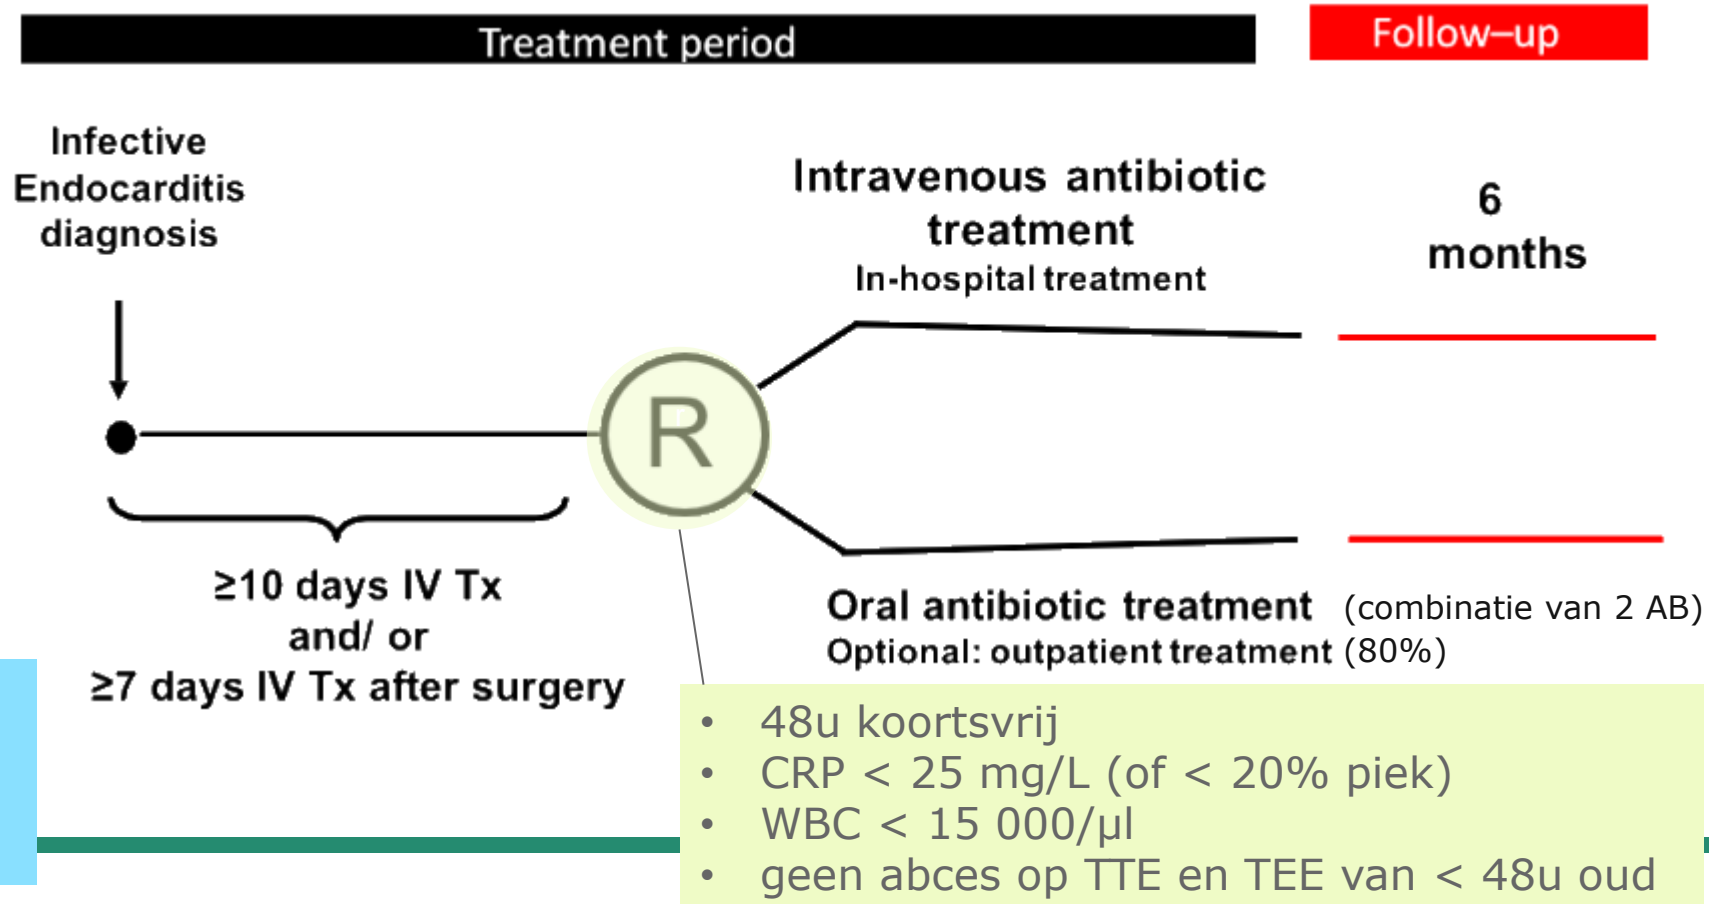 Treatment period
Follow–up
Infective
Endocarditis
diagnosis
Intravenous antibiotic
treatment
In-hospital treatment
6
months
R
≥10 days IV Tx
and/ or
≥7 days IV Tx after surgery
Oral antibiotic treatment (combinatie van 2 AB)
Optional: outpatient treatment (80%)
• 48u koortsvrij
• CRP < 25 mg/L (of < 20% piek)
• WBC < 15 000/µl
• geen abces op TTE en TEE van < 48u oud